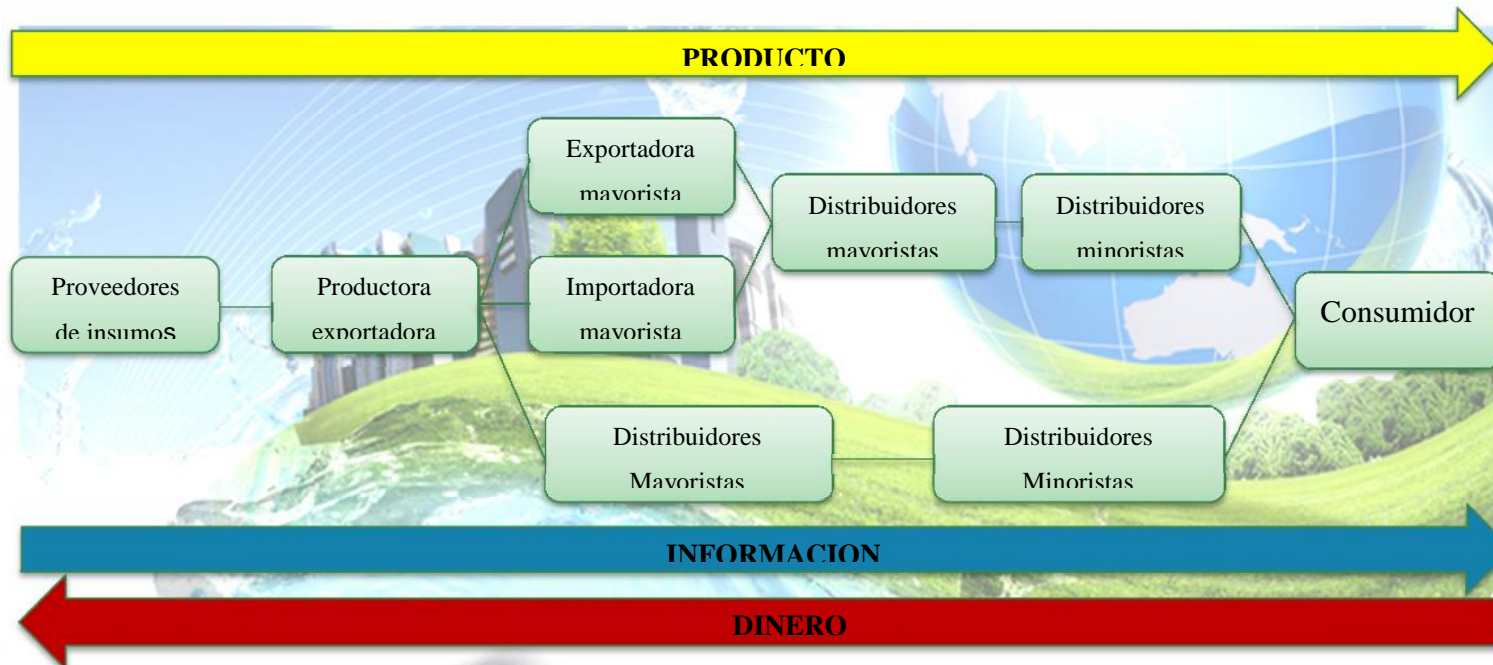 PRODUCTO
Exportadora
mayorista
Distribuidores
mayoristas
Distribuidores
minoristas
Proveedores
de insumos
Productora
exportadora
Importadora
mayorista
Consumidor
Distribuidores
Mayoristas
Distribuidores
Minoristas
INFORMACION
DINERO